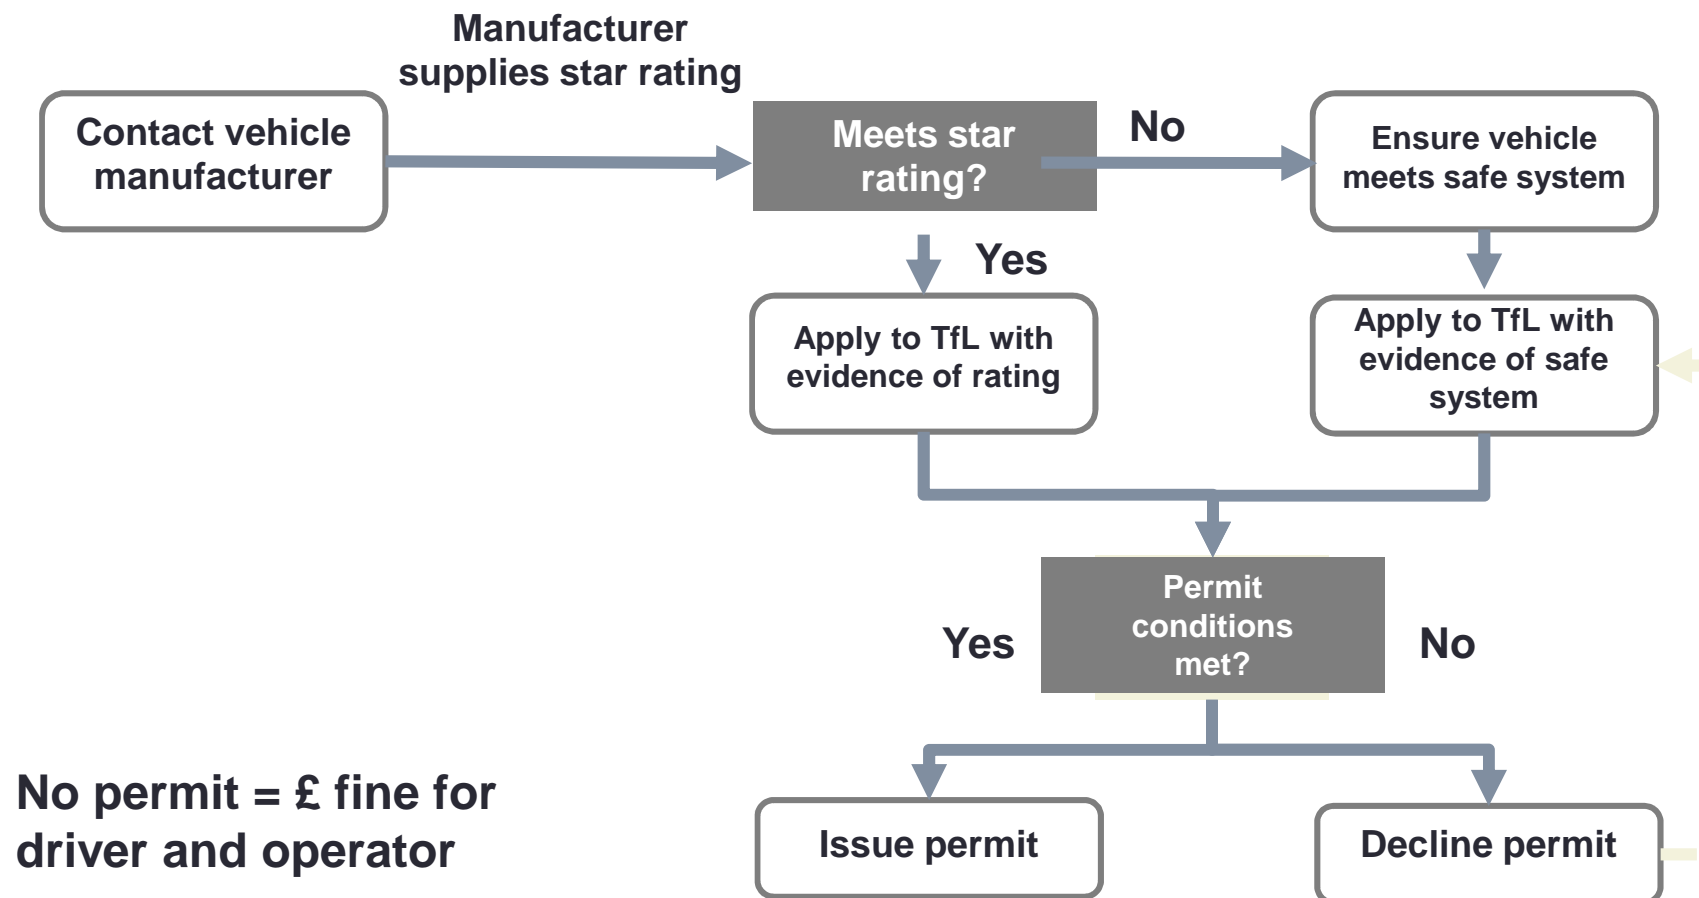 Manufacturer
supplies star rating
Contact vehicle
manufacturer
Meets star
rating?
No
Ensure vehicle
meets safe system
Yes
Apply to TfL with
evidence of rating
Apply to TfL with
evidence of safe
system
Permit
conditions
met?
Yes
No
No permit = £ fine for
driver and operator
Issue permit
Decline permit